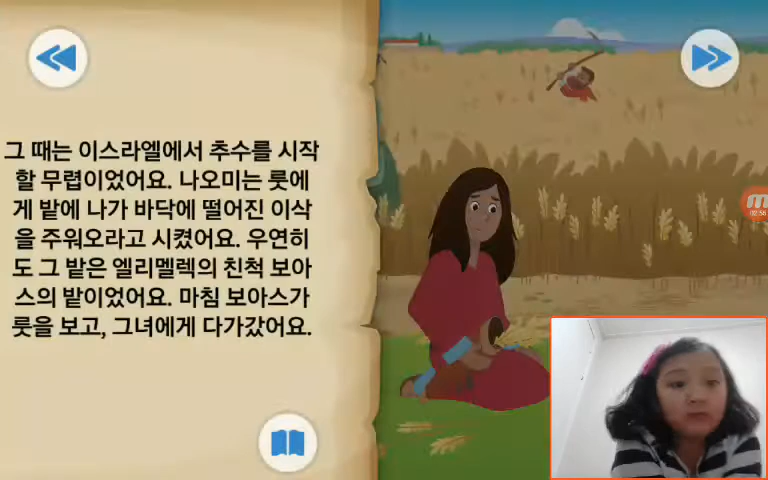 그 때는 이스라엘에서 추수를 시작
할 무렵이었어요. 나오미는 룻에
게 밭에 나가 바닥에 떨어진 이삭
을 주워오라고 시켰어요. 우연히
도 그 밭은 엘리멜렉의 친척 보아
스의 밭이었어요. 마침 보아스가
룻을 보고, 그녀에게 다가갔어요.